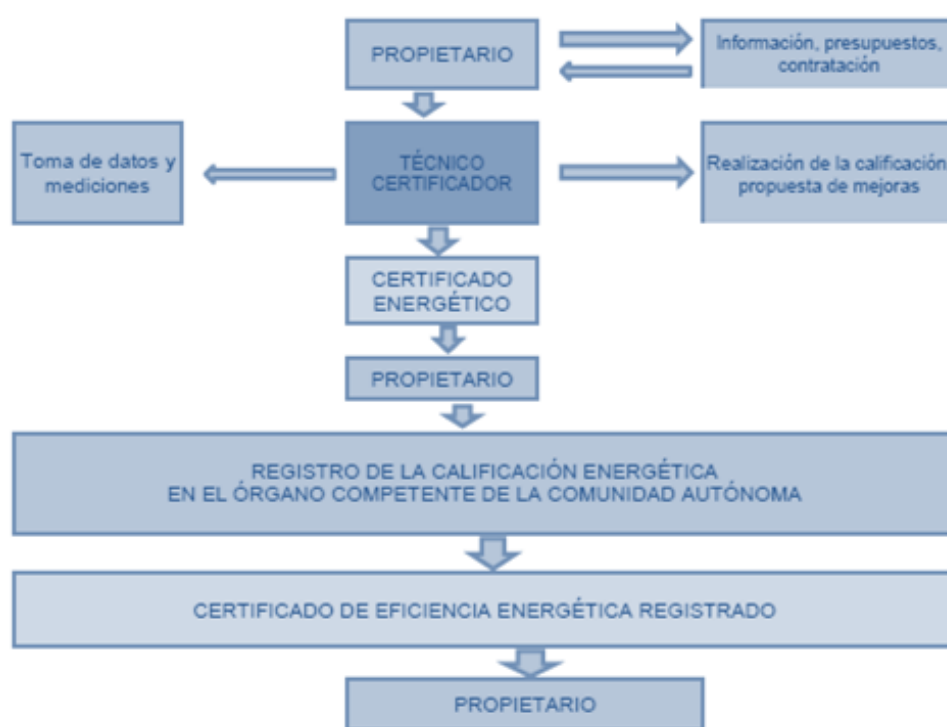 PROPIETARIO
Información, presupuestos,
contratación
Toma de datos y
mediciones
TÉCNICO
CERTIFICADOR
Realización de la calificación
propuesta de mejoras
CERTIFICADO
ENERGÉTICO
PROPIETARIO
REGISTRO DE LA CALIFICACIÓN ENERGÉTICA
EN EL ÓRGANO COMPETENTE DE LA COMUNIDAD AUTÓNOMA
CERTIFICADO DE EFICIENCIA ENERGÉTICA REGISTRADO
PROPIETARIO